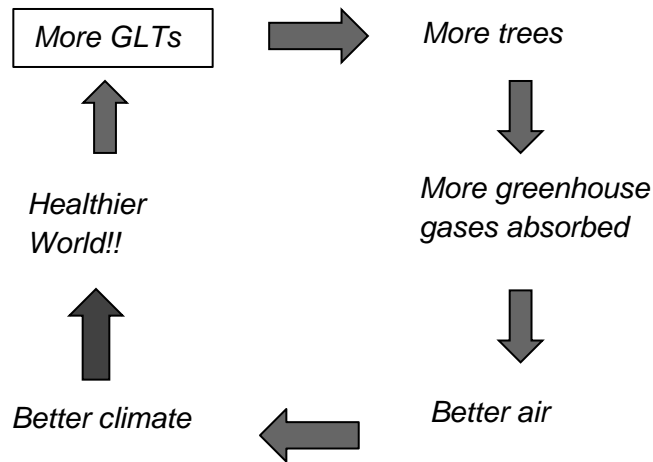 More GLTs
More trees
More greenhouse
gases absorbed
Better air
Better climate
Healthier
World!!